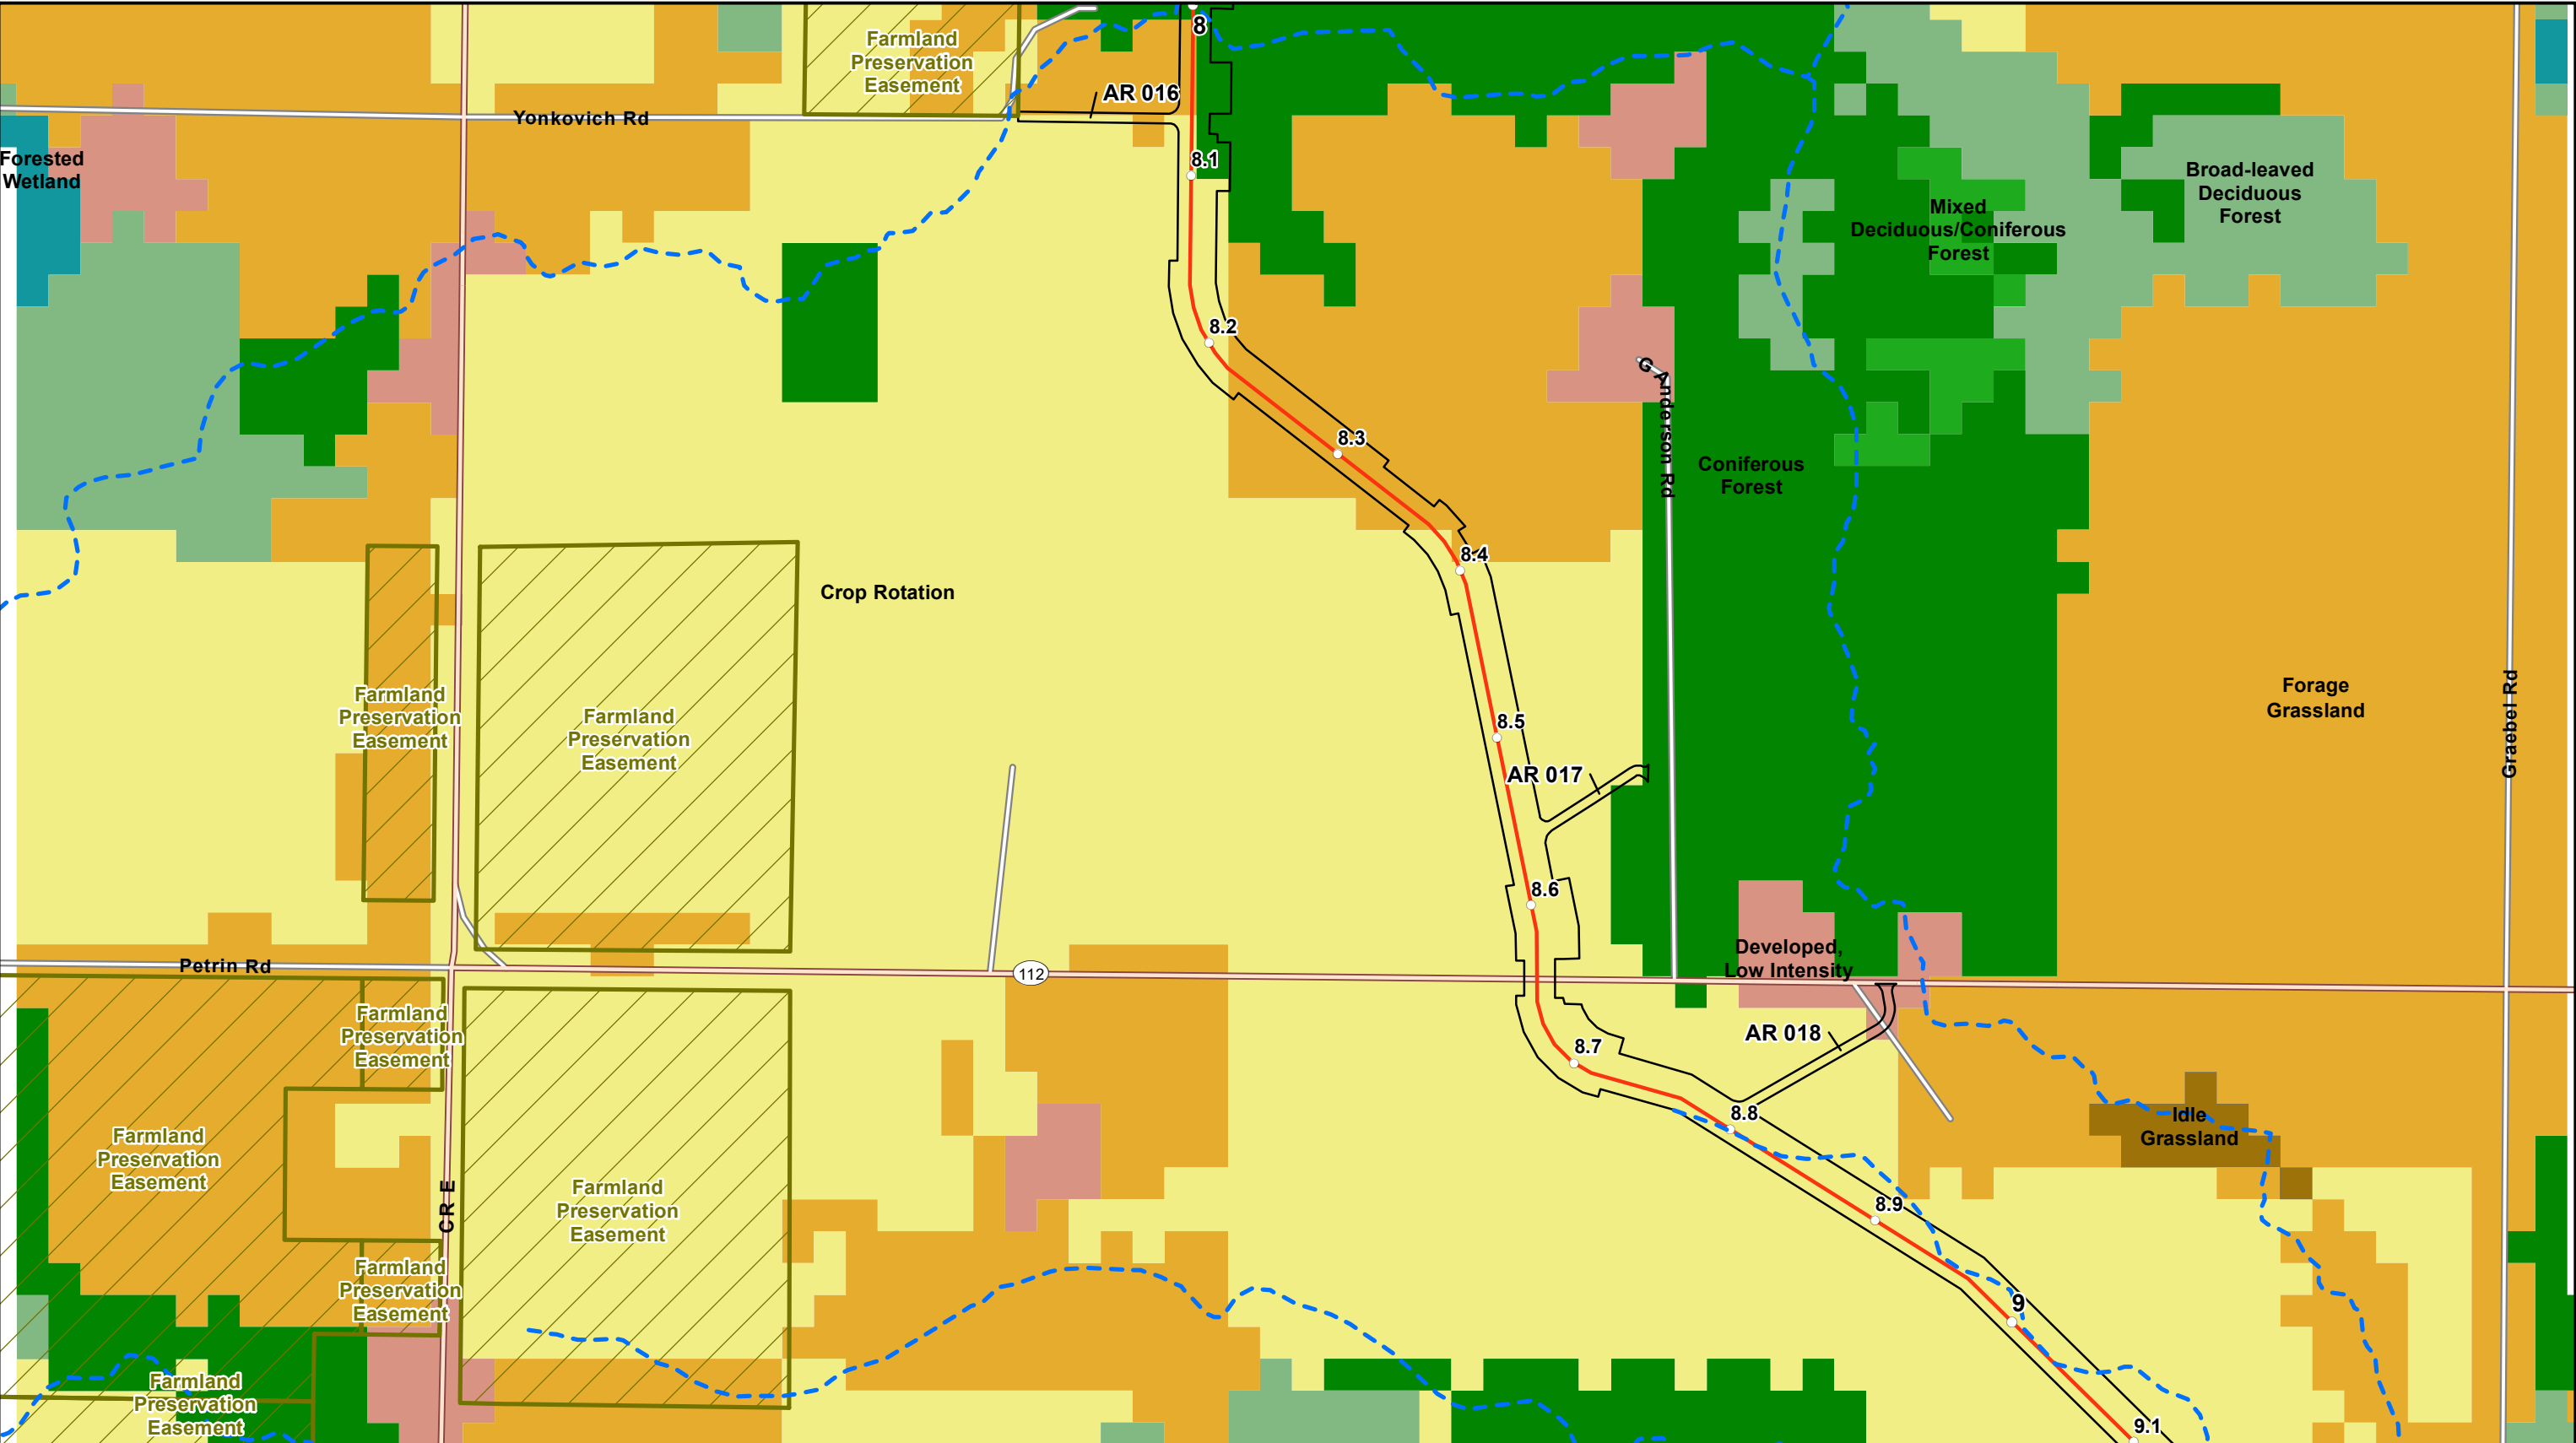 8
Farmland
Preservation
Easement
AR 016
Yonkovich Rd
8.1
Forested
Wetland
Broad-leaved
Deciduous
Forest
Mixed
Deciduous/Coniferous
Forest
8.2
G Anderson Rd
8.3
Coniferous
Forest
8.4
Crop Rotation
Farmland
Preservation
Easement
Farmland
Preservation
Easement
8.5
Forage
Grassland
Graebel Rd
AR 017
8.6
Petrin Rd
112
Developed,
Low Intensity
Farmland
Preservation
Easement
8.7
AR 018
8.8
Idle
Grassland
Farmland
Preservation
Easement
CR E
Farmland
Preservation
Easement
8.9
Farmland
Preservation
Easement
9
Farmland
Preservation
Easement
9.1